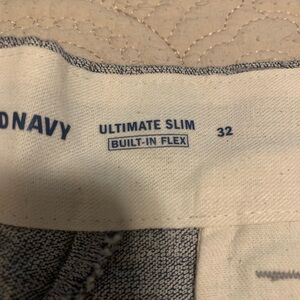 DNAVY ULTIMATE SLIM 32
BUILT-IN FLEX